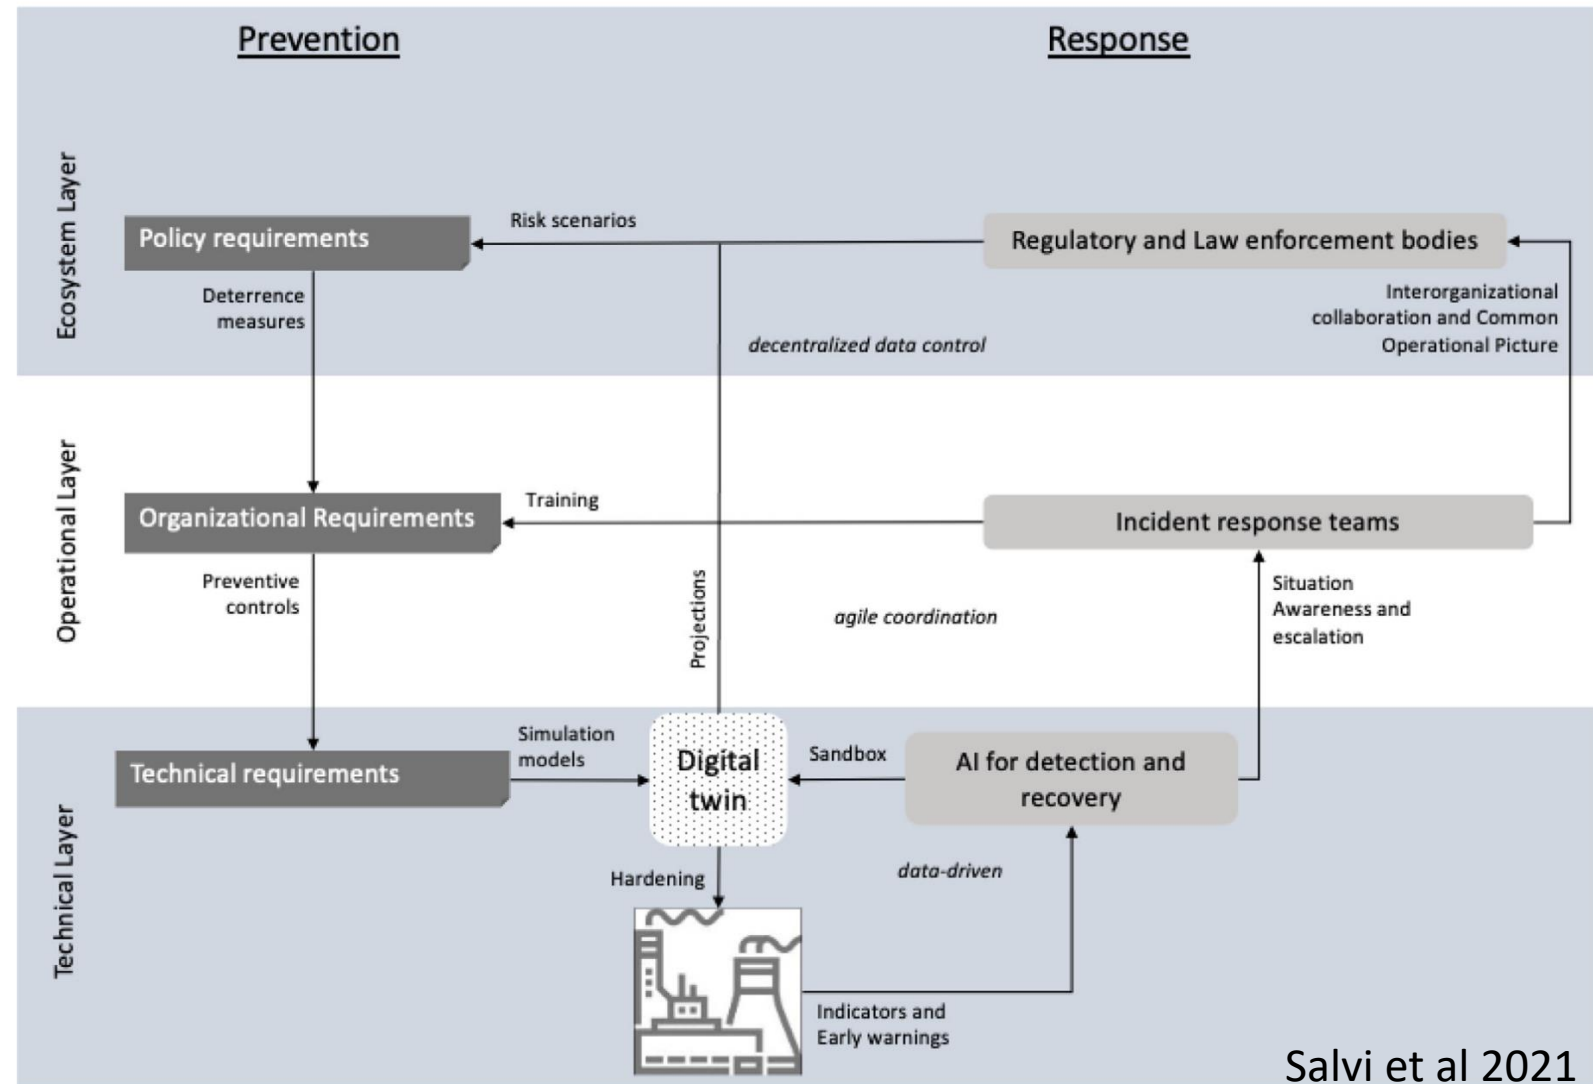 Prevention
Response
Ecosystem Layer
Policy requirements
Risk scenarios
Regulatory and Law enforcement bodies
Deterrence
measures
decentralized data control
Interorganizational
collaboration and Common
Operational Picture
Operational Layer
Organizational Requirements
Training
Incident response teams
Preventive
controls
Projections
agile coordination
Situation
Awareness and
escalation
Technical Layer
Technical requirements
Simulation
models
Digital
twin
Sandbox
AI for detection and
recovery
Hardening
data-driven
Indicators and
Early warnings
Salvi et al 2021